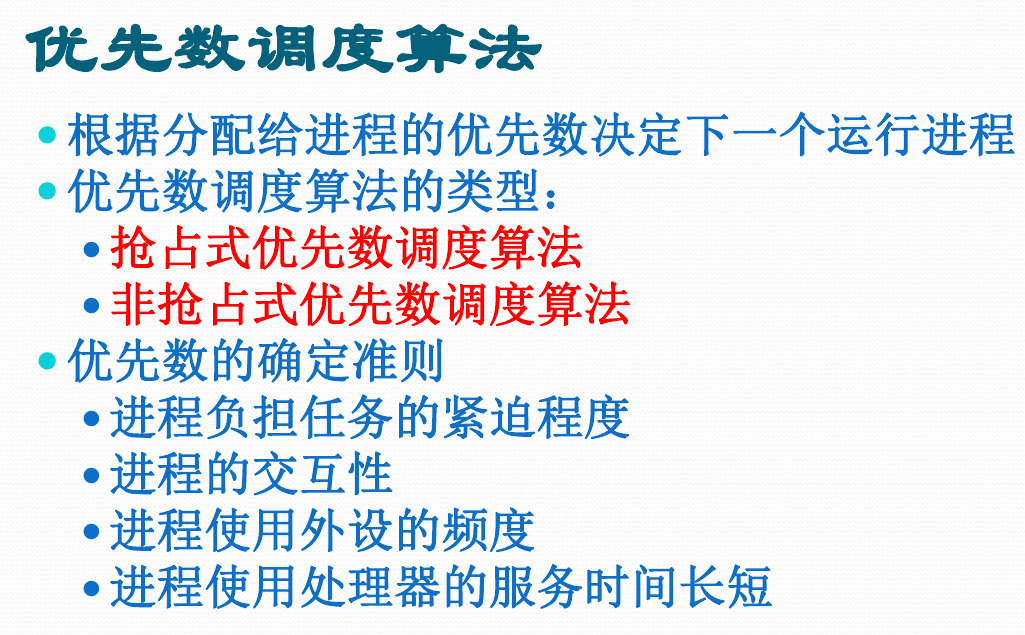 优先数调度算法
•根据分配给进程的优先数决定下一个运行进程
•优先数调度算法的类型：
•抢占式优先数调度算法
•非抢占式优先数调度算法
•优先数的确定准则
•进程负担任务的紧迫程度
•进程的交互性
•进程使用外设的频度
•进程使用处理器的服务时间长短